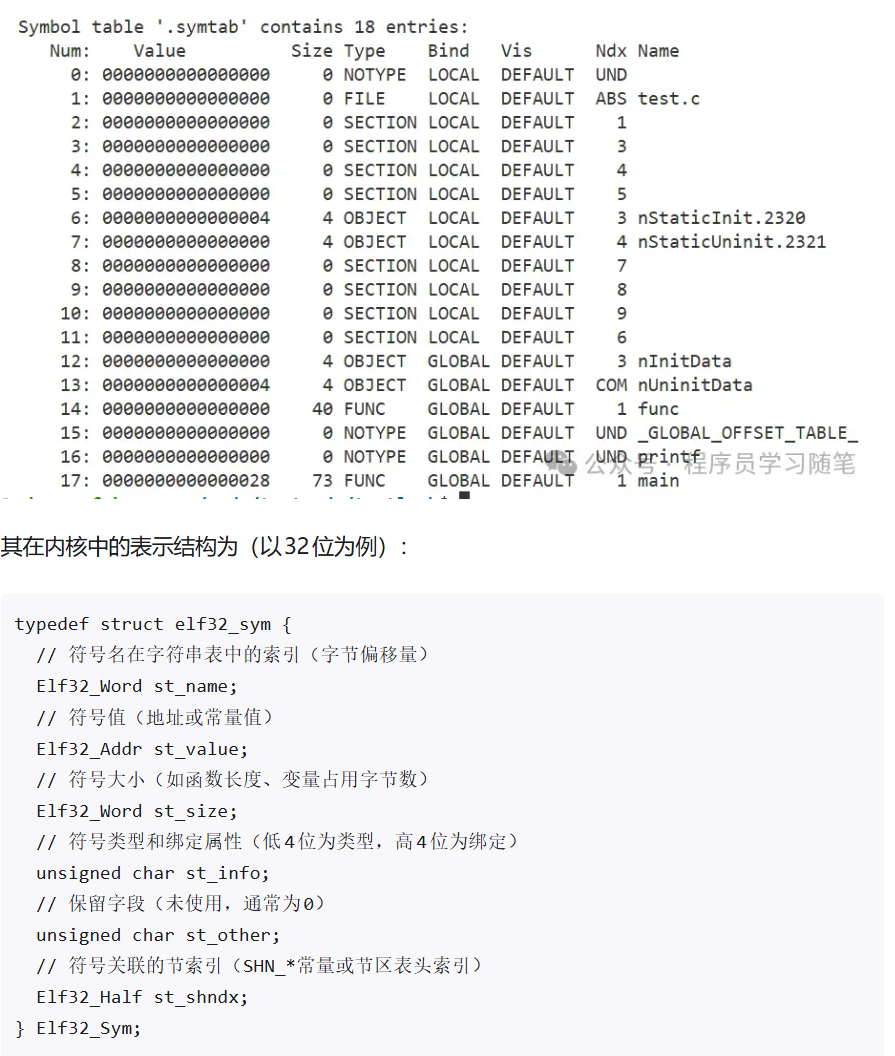 Symbol table '.symtab' contains 18 entries:
Num: Value Size Type Bind Vis Ndx Name
0: 0000000000000000 0 NOTYPE LOCAL DEFAULT UND
1: 0000000000000000 0 FILE LOCAL DEFAULT ABS test.c
2: 0000000000000000 0 SECTION LOCAL DEFAULT 1
3: 0000000000000000 0 SECTION LOCAL DEFAULT 3
4: 0000000000000000 0 SECTION LOCAL DEFAULT 4
5: 0000000000000000 0 SECTION LOCAL DEFAULT 5
6: 0000000000000004 4 OBJECT LOCAL DEFAULT 3 nStaticInit.2320
7: 0000000000000000 4 OBJECT LOCAL DEFAULT 4 nStaticUninit.2321
8: 0000000000000000 0 SECTION LOCAL DEFAULT 7
9: 0000000000000000 0 SECTION LOCAL DEFAULT 8
10: 0000000000000000 0 SECTION LOCAL DEFAULT 9
11: 0000000000000000 0 SECTION LOCAL DEFAULT 6
12: 0000000000000000 4 OBJECT GLOBAL DEFAULT 3 nInitData
13: 0000000000000004 4 OBJECT GLOBAL DEFAULT COM nUninitData
14: 0000000000000000 40 FUNC GLOBAL DEFAULT 1 func
15: 0000000000000000 0 NOTYPE GLOBAL DEFAULT UND _GLOBAL_OFFSET_TABLE_
16: 0000000000000000 0 NOTYPE GLOBAL DEFAULT UND printf
公众号 · 程序员学习随笔
17: 0000000000000028 73 FUNC GLOBAL DEFAULT 1 main
其在内核中的表示结构为（以32位为例）：
typedef struct elf32_sym {
// 符号名在字符串表中的索引（字节偏移量）
Elf32_Word st_name;
// 符号值（地址或常量值）
Elf32_Addr st_value;
// 符号大小（如函数长度、变量占用字节数）
Elf32_Word st_size;
// 符号类型和绑定属性（低4位为类型，高4位为绑定）
unsigned char st_info;
// 保留字段（未使用，通常为0）
unsigned char st_other;
// 符号关联的节索引（SHN_*常量或节区表头索引）
Elf32_Half st_shndx;
} Elf32_Sym;